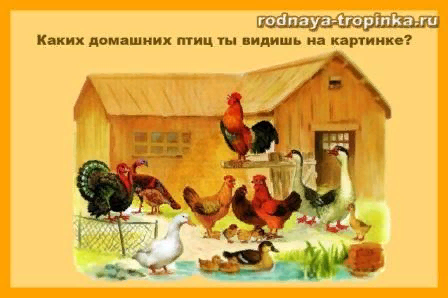 rodnaya-tropinka.ru
Каких домашних птиц ты видишь на картинке?